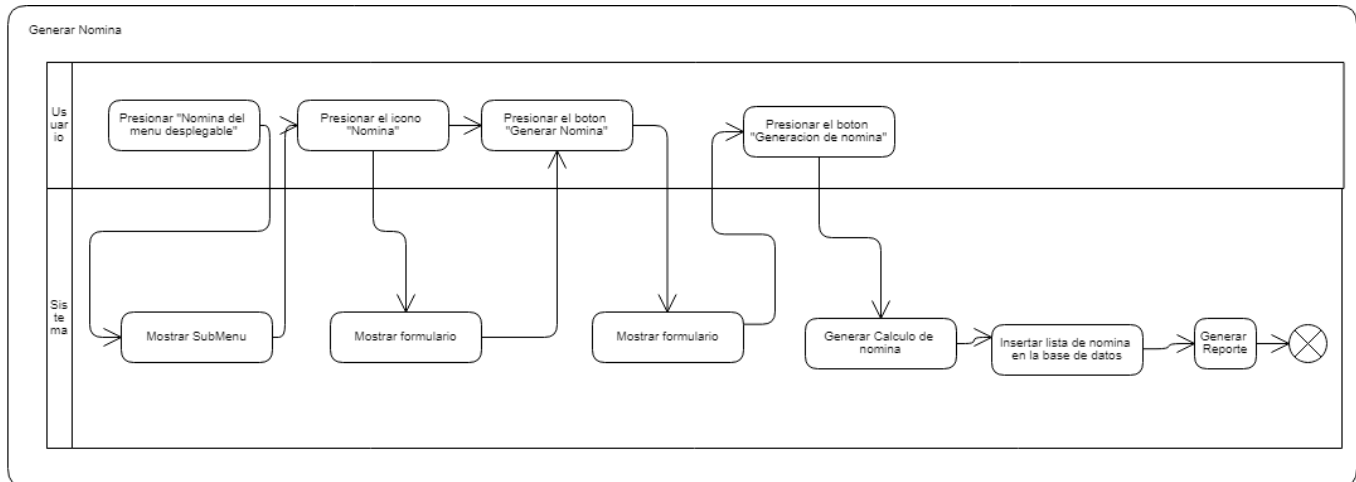 Generar Nomina
Us
uar
io
Presionar "Nomina del
menu desplegable"
Presionar el icono
"Nomina"
Presionar el boton
"Generar Nomina"
Presionar el boton
"Generacion de nomina"
Sis
te
ma
Mostrar SubMenu
Mostrar formulario
Mostrar formulario
Generar Calculo de
nomina
Insertar lista de nomina
en la base de datos
Generar
Reporte